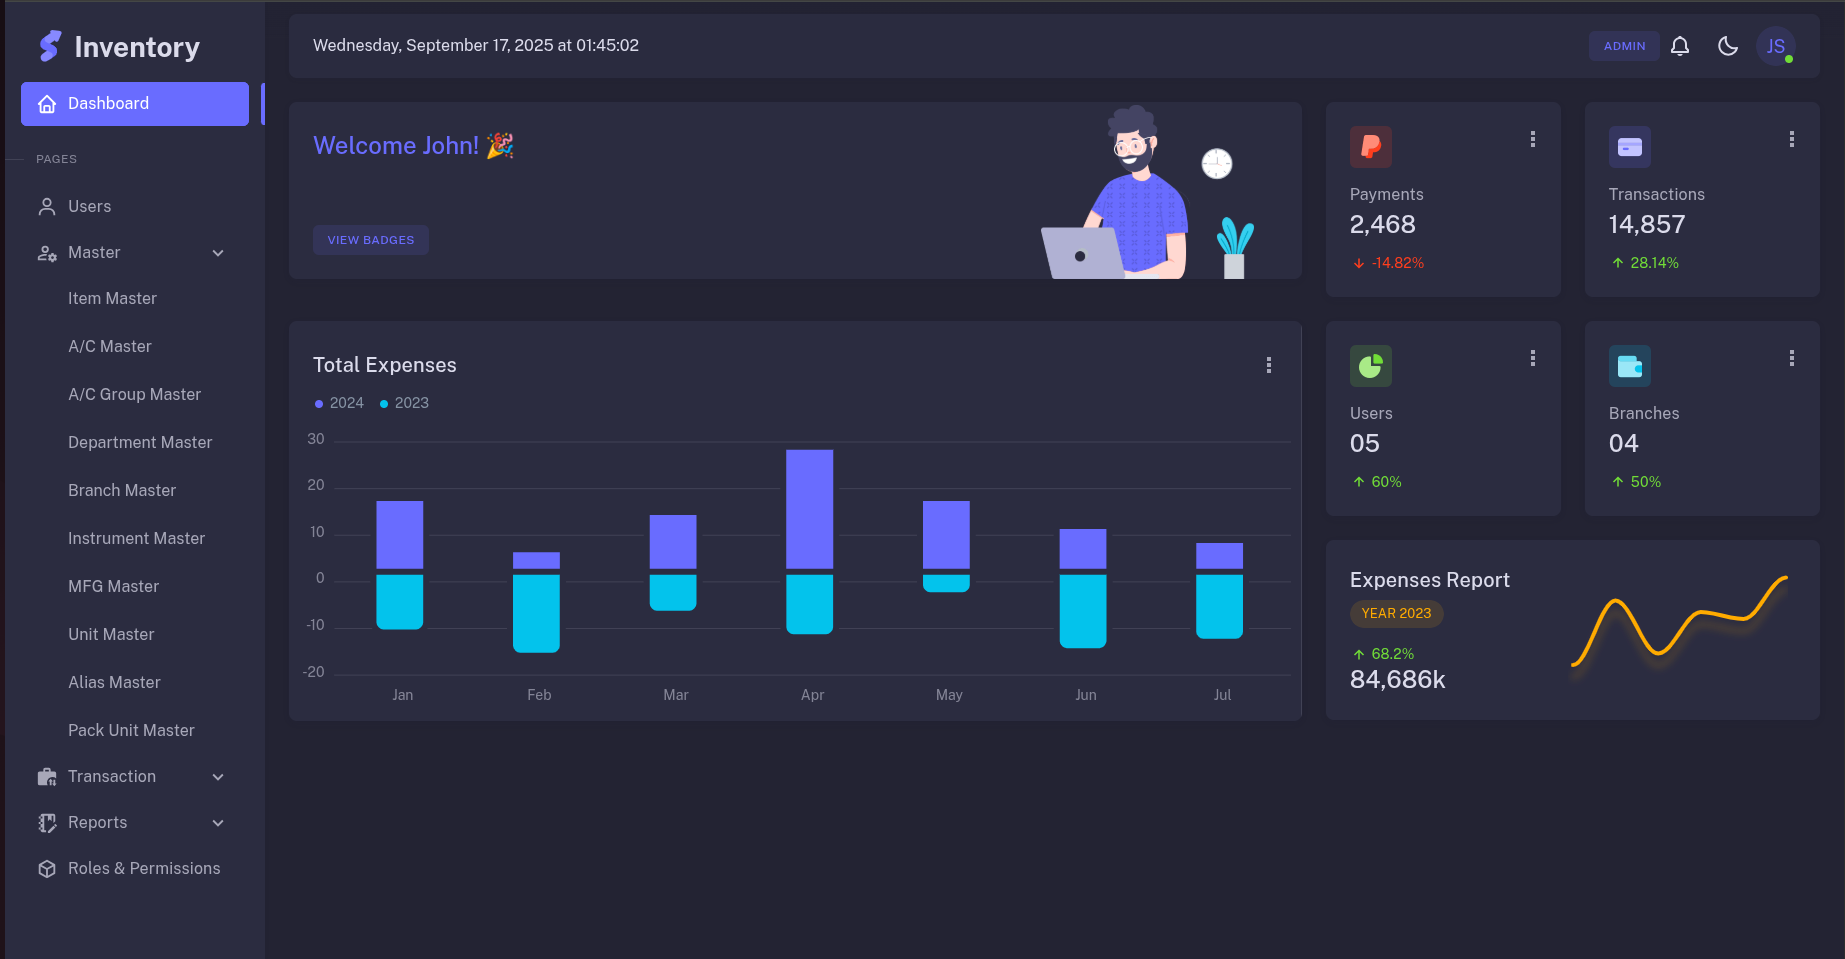 Inventory
Dashboard
PAGES
Users
Master
Item Master
A/C Master
A/C Group Master
Department Master
Branch Master
Instrument Master
MFG Master
Unit Master
Alias Master
Pack Unit Master
Transaction
Reports
Roles & Permissions
Wednesday, September 17, 2025 at 01:45:02
ADMIN
JS
Welcome John! 🎉
VIEW BADGES
Payments
2,468
-14.82%
Transactions
14,857
28.14%
Total Expenses
2024 2023
30
20
10
0
-10
-20
Jan Feb Mar Apr May Jun Jul
Users
05
60%
Branches
04
50%
Expenses Report
YEAR 2023
68.2%
84,686k